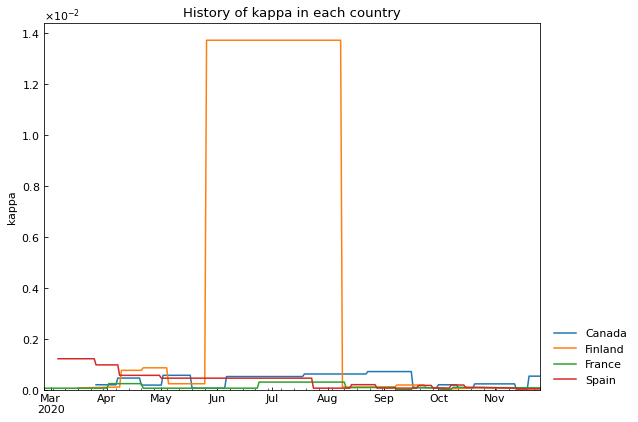 History of kappa in each country
×10⁻²
1.4
1.2
1.0
0.8
0.6
0.4
0.2
0.0
kappa
Mar Apr May Jun Jul Aug Sep Oct Nov
2020
Canada
Finland
France
Spain